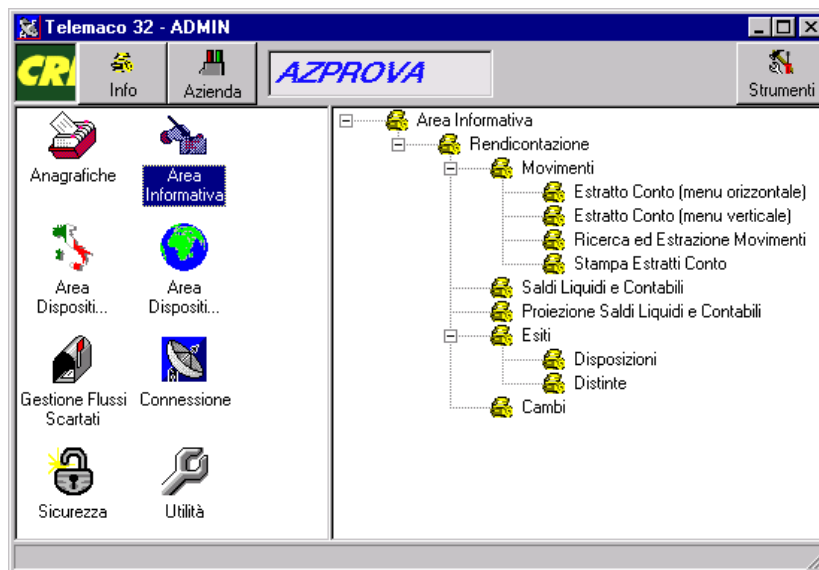 Telemaco 32 - ADMIN
CRI
Info
Azienda
AZPROVA
Strumenti
Anagrafiche
Area
Informativa
Area
Dispositi...
Area
Dispositi...
Gestione Flussi
Scartati
Connessione
Sicurezza
Utilità
Area Informativa
Rendicontazione
Movimenti
Estratto Conto (menu orizzontale)
Estratto Conto (menu verticale)
Ricerca ed Estrazione Movimenti
Stampa Estratti Conto
Saldi Liquidi e Contabili
Proiezione Saldi Liquidi e Contabili
Esiti
Disposizioni
Distinte
Cambi